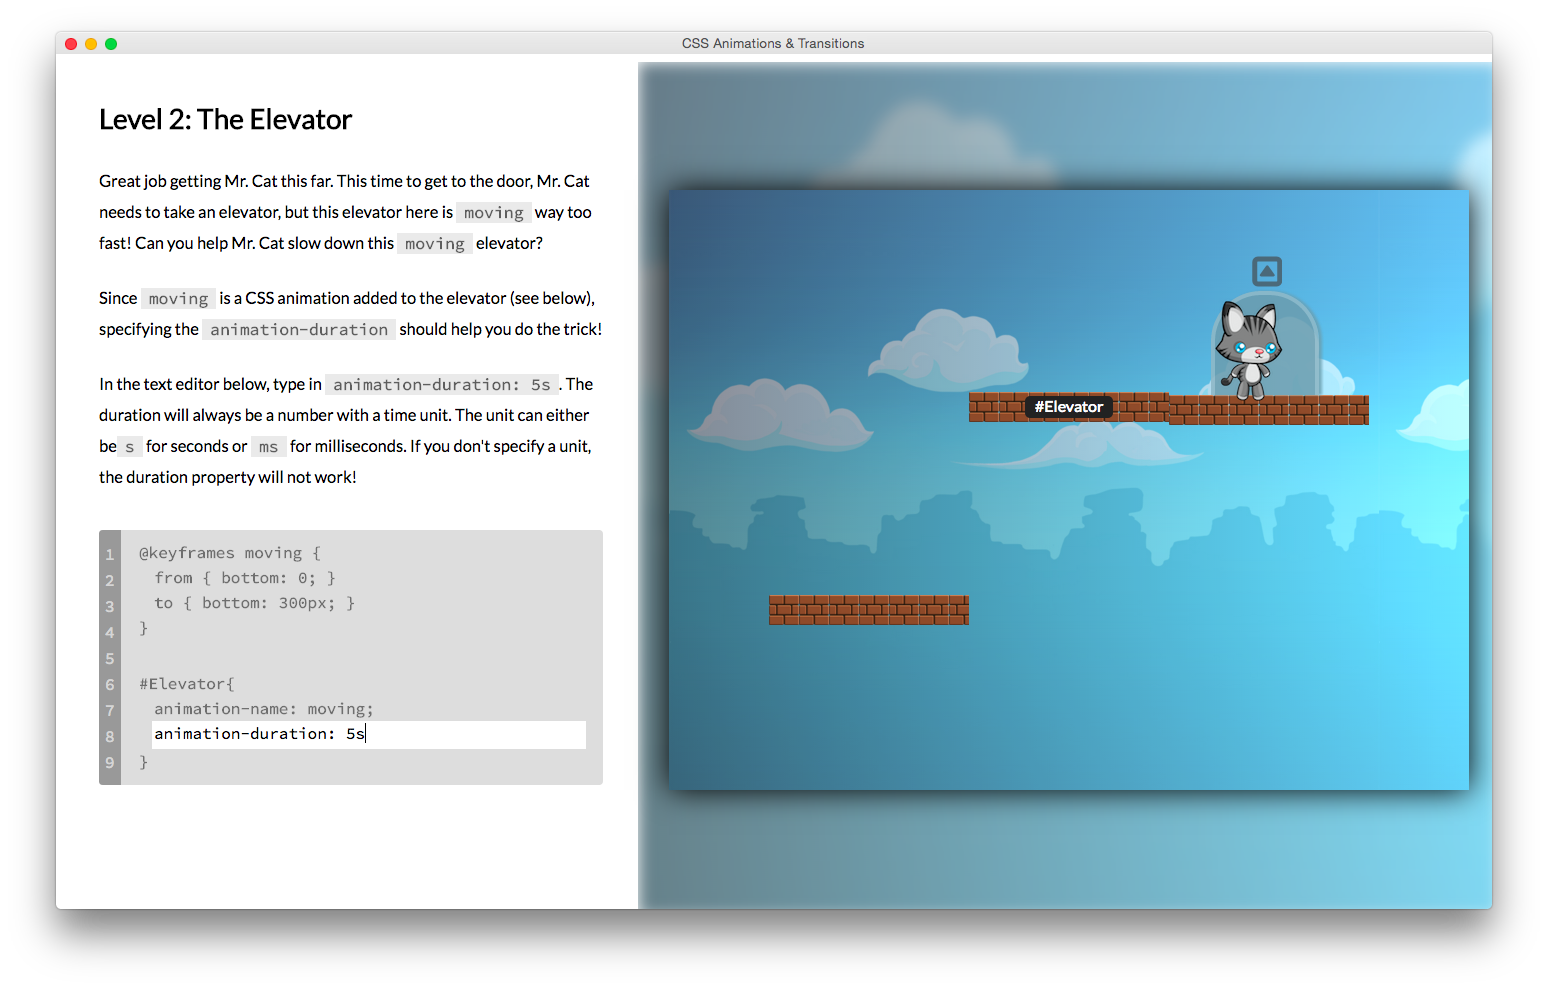 CSS Animations & Transitions
Level 2: The Elevator
Great job getting Mr. Cat this far. This time to get to the door, Mr. Cat
needs to take an elevator, but this elevator here is moving way too
fast! Can you help Mr. Cat slow down this moving elevator?
Since moving is a CSS animation added to the elevator (see below),
specifying the animation-duration should help you do the trick!
In the text editor below, type in animation-duration: 5s. The
duration will always be a number with a time unit. The unit can either
be s for seconds or ms for milliseconds. If you don't specify a unit,
the duration property will not work!
1 @keyframes moving {
2 from { bottom: 0; }
3 to { bottom: 300px; }
4 }
5
6 #Elevator{
7 animation-name: moving;
8 animation-duration: 5s
9 }
#Elevator